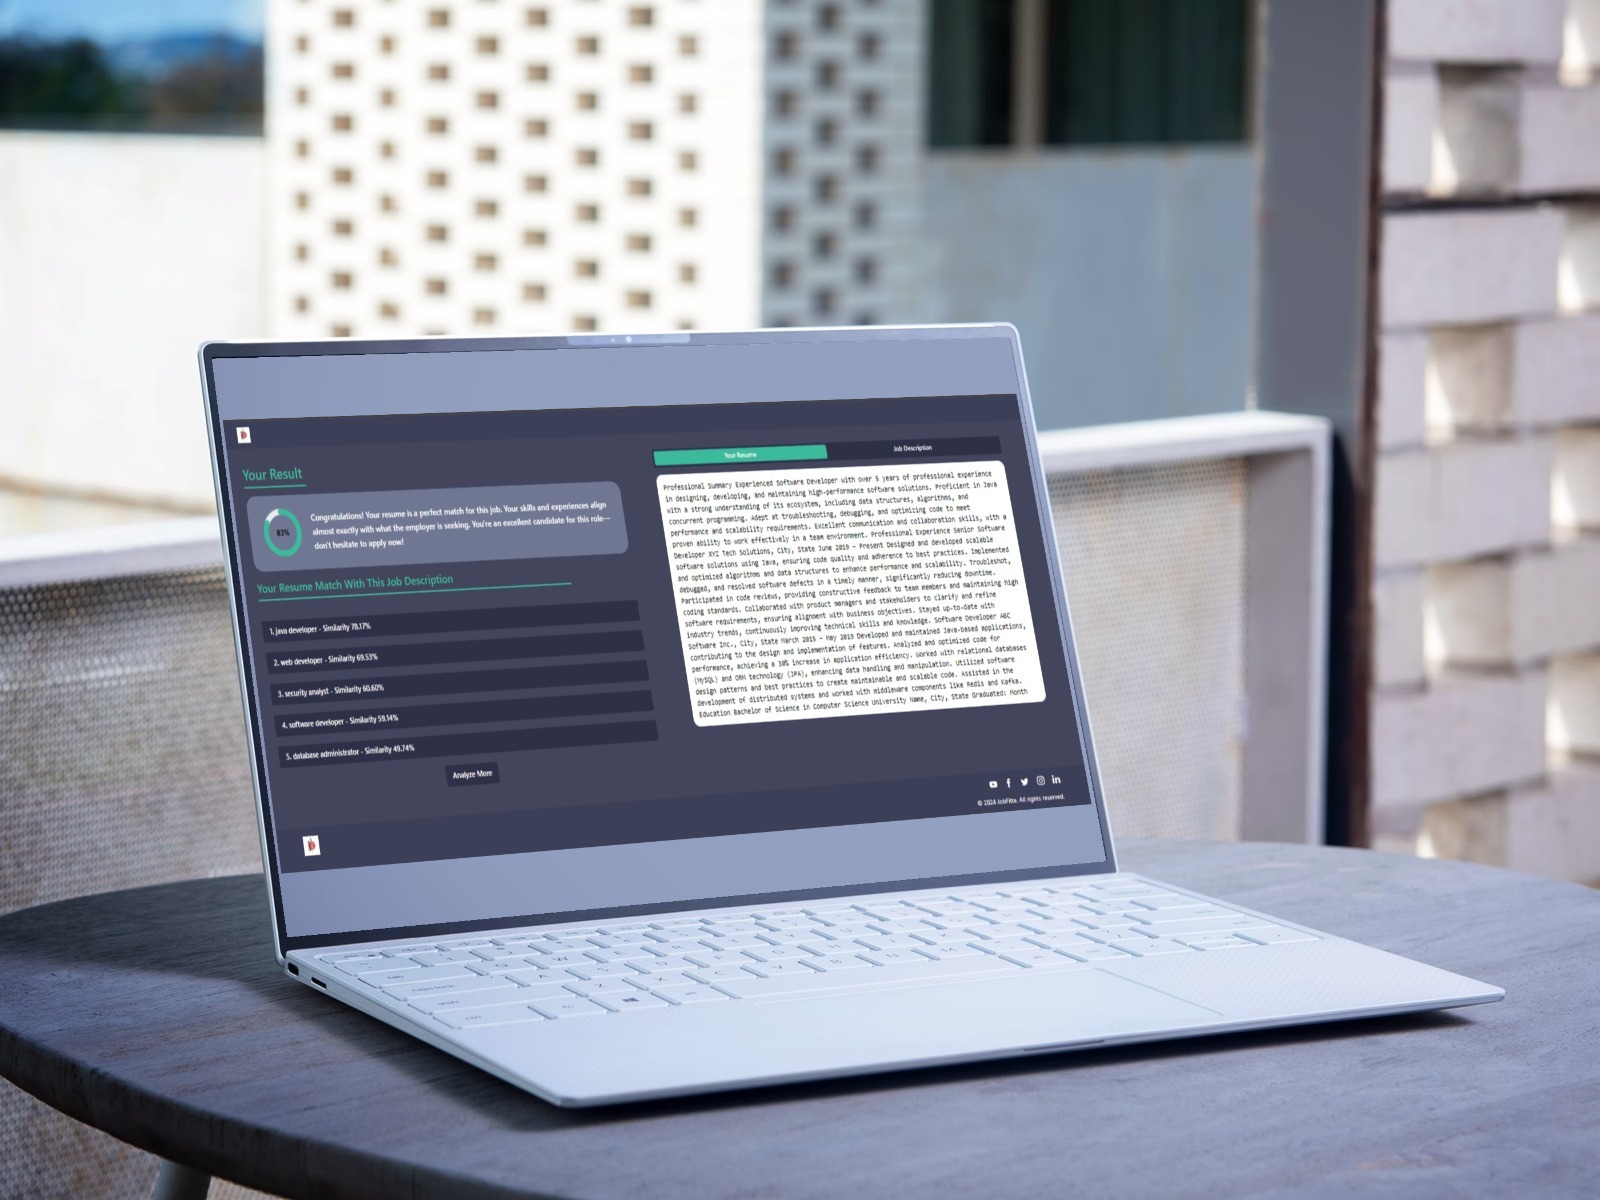 Your Result
83%
Congratulations! Your resume is a perfect match for this job. Your skills and experiences align
almost exactly with what the employer is seeking. You're an excellent candidate for this role—
don't hesitate to apply now!
Your Resume Match With This Job Description
1. java developer - Similarity 78.17%
2. web developer - Similarity 69.53%
3. security analyst - Similarity 60.60%
4. software developer - Similarity 59.14%
5. database administrator - Similarity 49.74%
Analyze More
Your Resume
Job Description
Professional Summary Experienced Software Developer with over 5 years of professional experience
in designing, developing, and maintaining high-performance software solutions. Proficient in Java
with a strong understanding of its ecosystem, including data structures, algorithms, and
concurrent programming. Adept at troubleshooting, debugging, and optimizing code to meet
performance and scalability requirements. Excellent communication and collaboration skills, with a
proven ability to work effectively in a team environment. Professional Experience Senior Software
Developer XYZ Tech Solutions, City, State June 2019 – Present Designed and developed scalable
software solutions using Java, ensuring code quality and adherence to best practices. Implemented
and optimized algorithms and data structures to enhance performance and scalability. Troubleshot,
debugged, and resolved software defects in a timely manner, significantly reducing downtime.
Participated in code reviews, providing constructive feedback to team members and maintaining high
coding standards. Collaborated with product managers and stakeholders to clarify and refine
software requirements, ensuring alignment with business objectives. Stayed up-to-date with
industry trends, continuously improving technical skills and knowledge. Software Developer ABC
Software Inc., City, State March 2015 – May 2019 Developed and maintained Java-based applications,
contributing to the design and implementation of features. Analyzed and optimized code for
performance, achieving a 30% increase in application efficiency. Worked with relational databases
(MySQL) and ORM technology (JPA), enhancing data handling and manipulation. Utilized software
design patterns and best practices to create maintainable and scalable code. Assisted in the
development of distributed systems and worked with middleware components like Redis and Kafka.
Education Bachelor of Science in Computer Science University Name, City, State Graduated: Month
© 2024 JobFitte. All rights reserved.